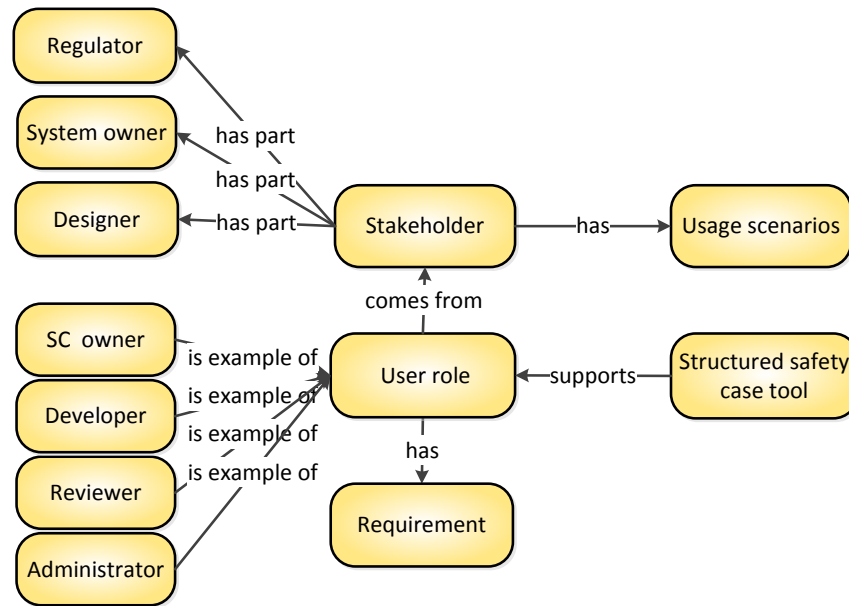 Regulator
System owner
has part
has part
Designer
has part
Stakeholder
has
Usage scenarios
comes from
SC owner
is example of
User role
supports
Structured safety
case tool
Developer
is example of
is example of
has
Reviewer
is example of
Requirement
Administrator